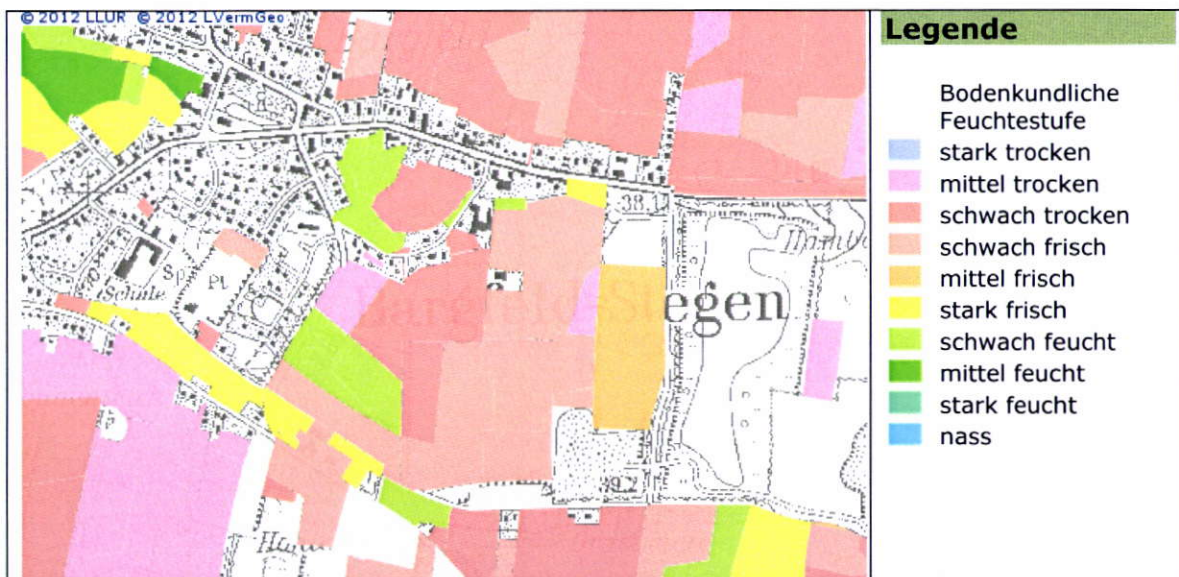 © 2012 LLUR © 2012 LVermGeo
Legende
Bodenkundliche
Feuchtestufe
stark trocken
mittel trocken
schwach trocken
schwach frisch
mittel frisch
stark frisch
schwach feucht
mittel feucht
stark feucht
nass
38.1
Stegen
Sp.
Pl.
Schule
39.2